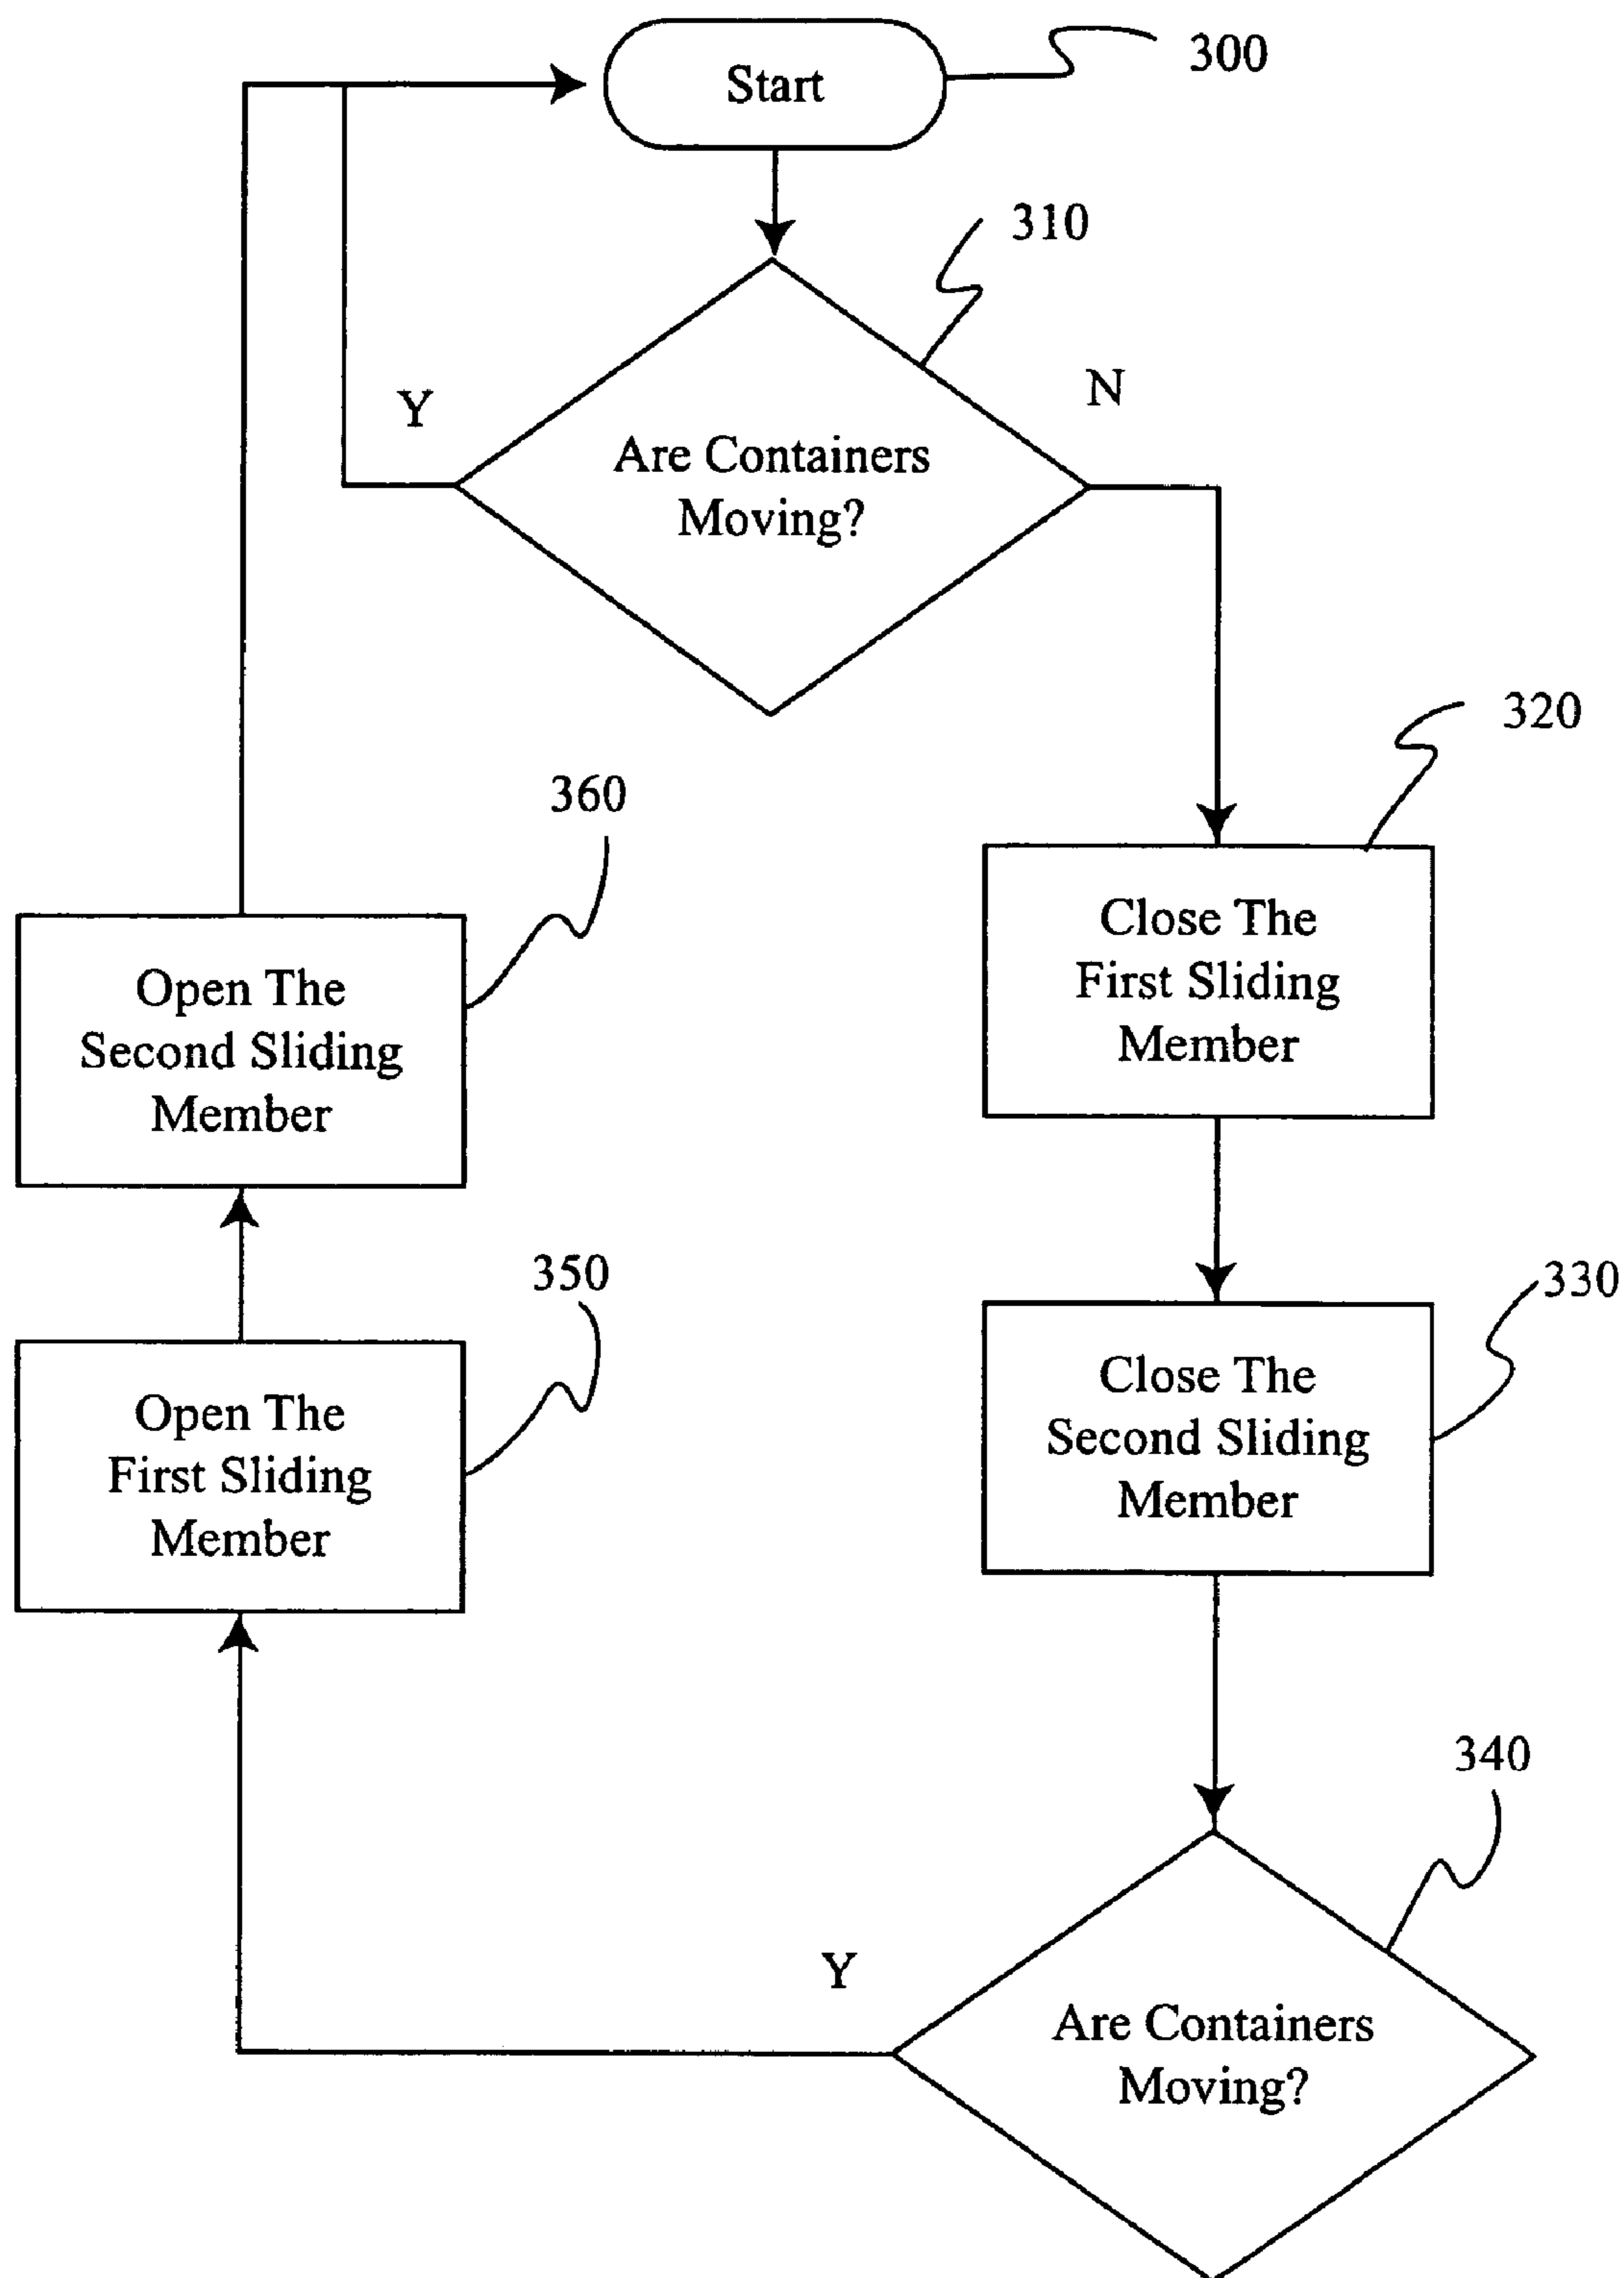 Start
300
310
Y
N
Are Containers
Moving?
320
360
Close The
First Sliding
Member
Open The
Second Sliding
Member
350
330
Open The
First Sliding
Member
Close The
Second Sliding
Member
340
Y
Are Containers
Moving?